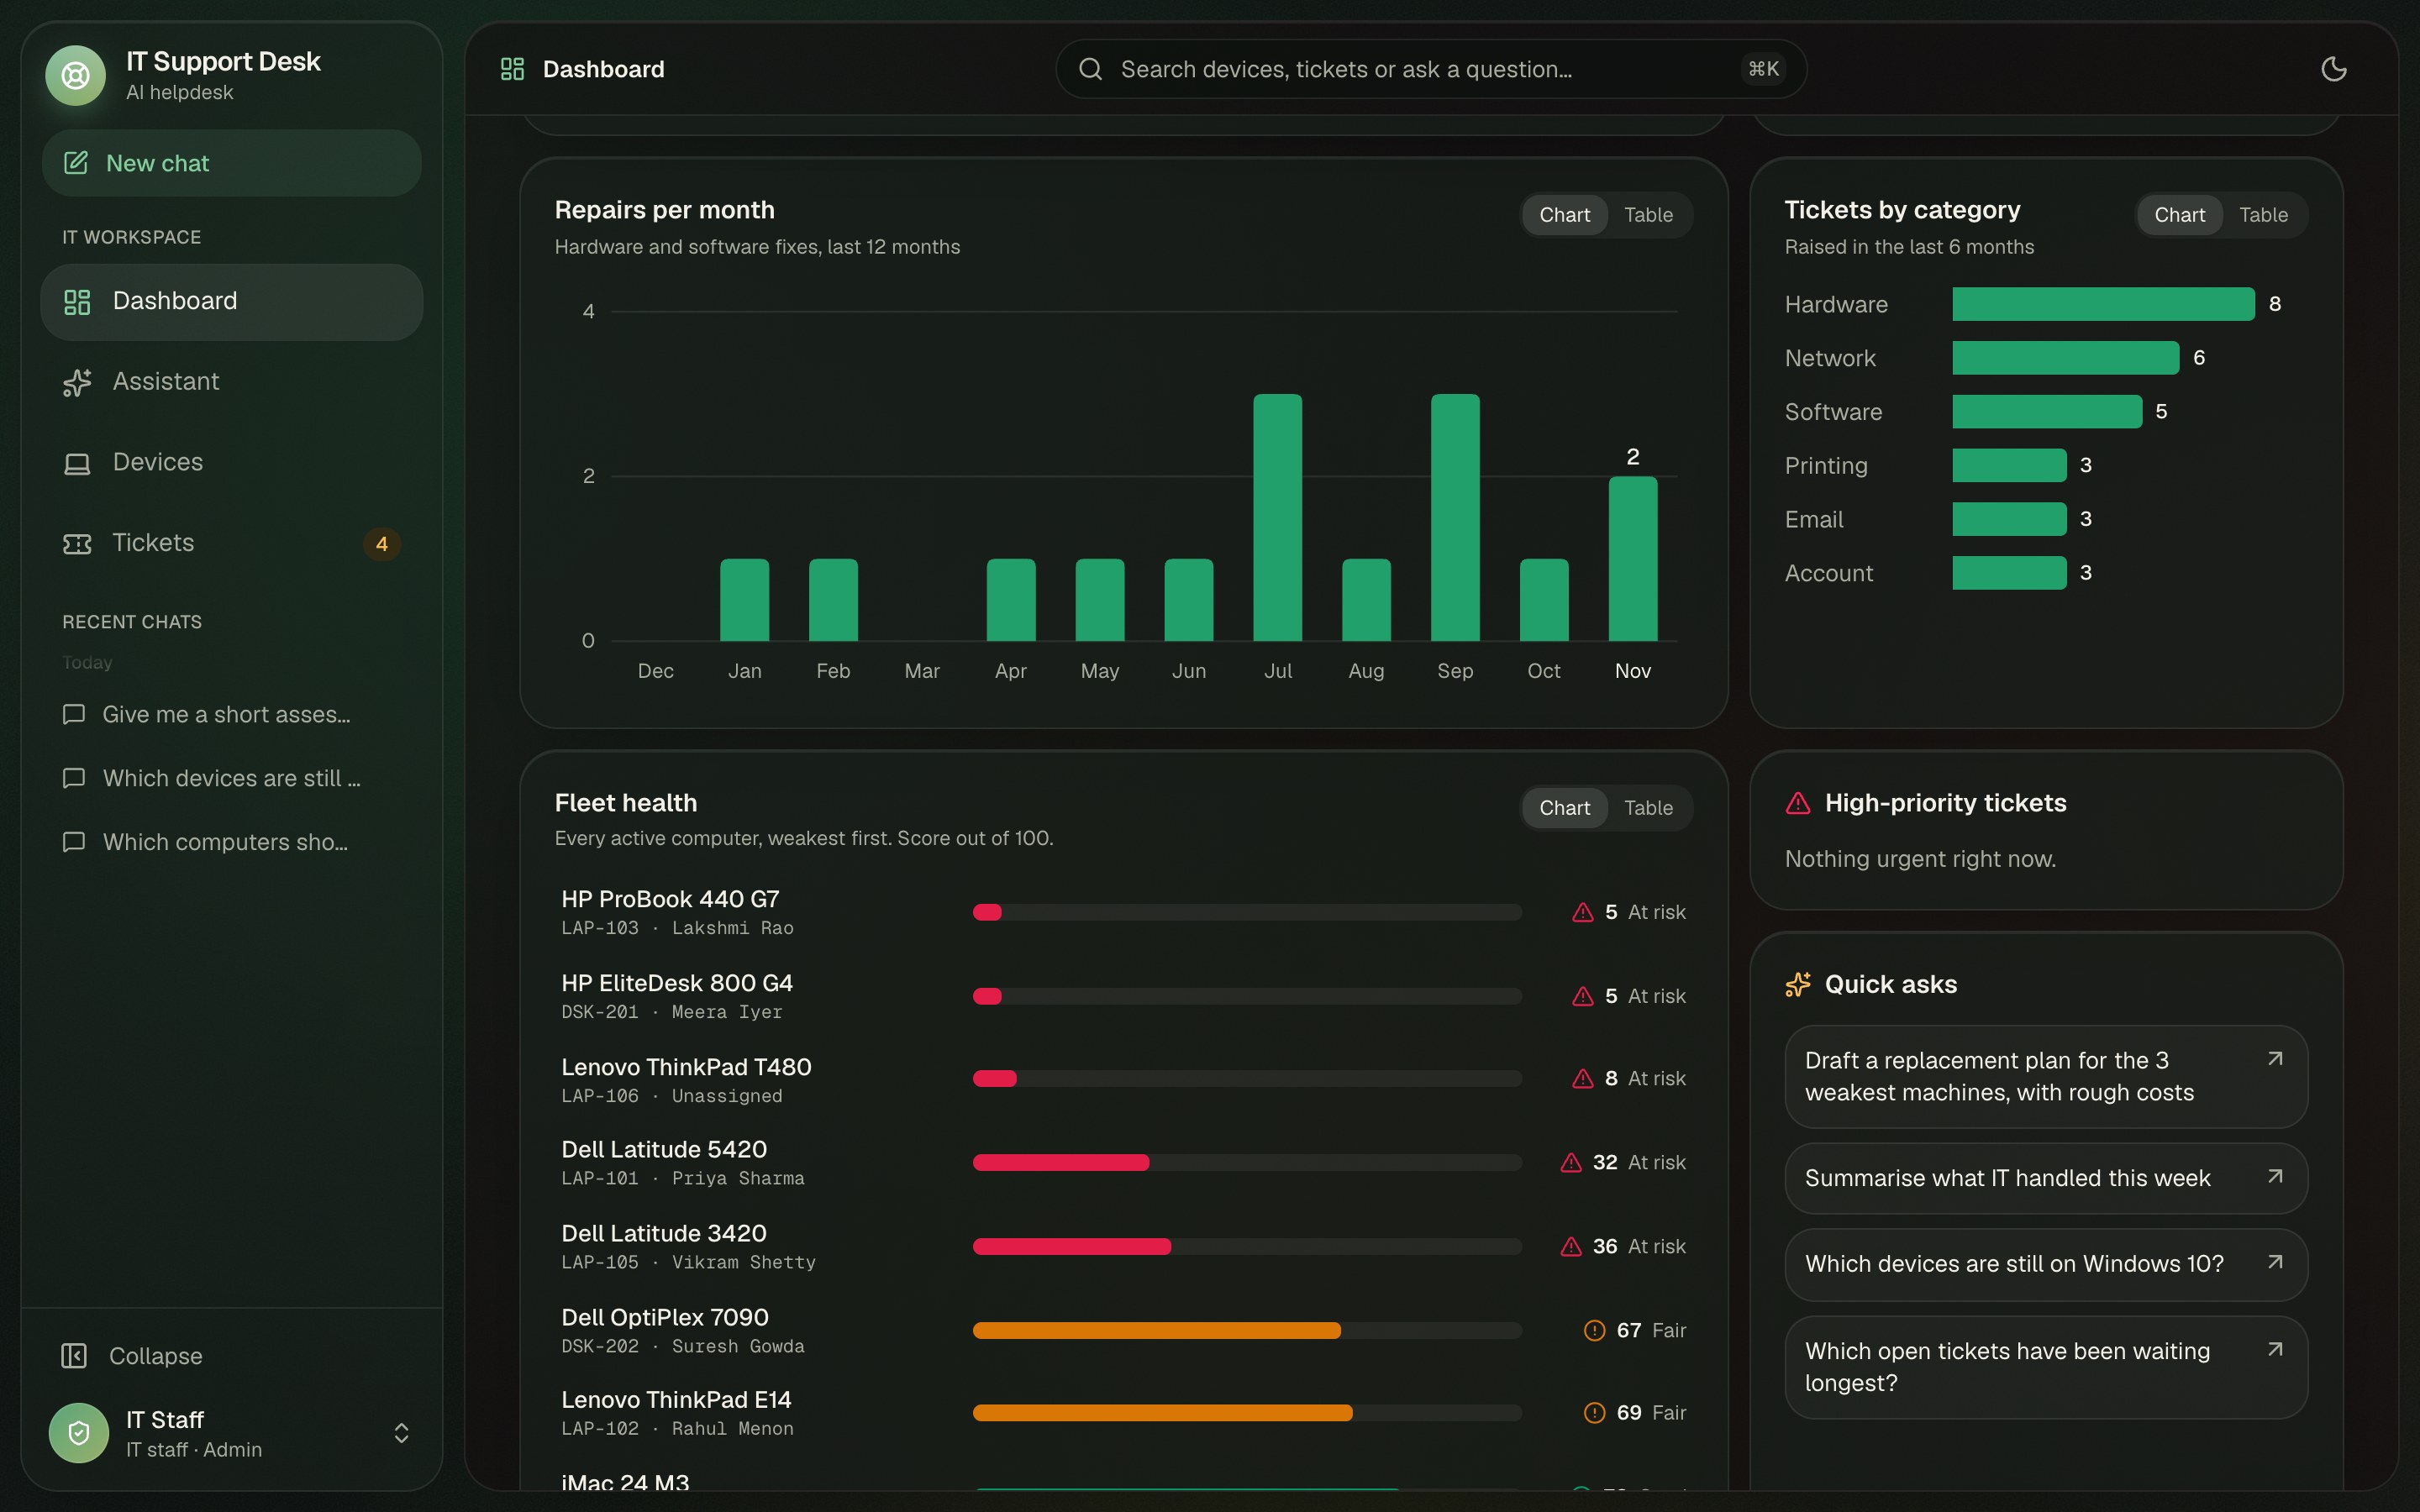 IT Support Desk
AI helpdesk
New chat
IT WORKSPACE
Dashboard
Assistant
Devices
Tickets
4
RECENT CHATS
Today
Give me a short asses...
Which devices are still ...
Which computers sho...
Collapse
IT Staff
IT staff · Admin
Dashboard
Search devices, tickets or ask a question...
⌘K
Repairs per month
Hardware and software fixes, last 12 months
Chart Table
4
2
0
2
Dec Jan Feb Mar Apr May Jun Jul Aug Sep Oct Nov
Tickets by category
Raised in the last 6 months
Chart Table
Hardware 8
Network 6
Software 5
Printing 3
Email 3
Account 3
Fleet health
Every active computer, weakest first. Score out of 100.
Chart Table
HP ProBook 440 G7
LAP-103 · Lakshmi Rao
5 At risk
HP EliteDesk 800 G4
DSK-201 · Meera Iyer
5 At risk
Lenovo ThinkPad T480
LAP-106 · Unassigned
8 At risk
Dell Latitude 5420
LAP-101 · Priya Sharma
32 At risk
Dell Latitude 3420
LAP-105 · Vikram Shetty
36 At risk
Dell OptiPlex 7090
DSK-202 · Suresh Gowda
67 Fair
Lenovo ThinkPad E14
LAP-102 · Rahul Menon
69 Fair
iMac 24 M3
High-priority tickets
Nothing urgent right now.
Quick asks
Draft a replacement plan for the 3
weakest machines, with rough costs
Summarise what IT handled this week
Which devices are still on Windows 10?
Which open tickets have been waiting
longest?